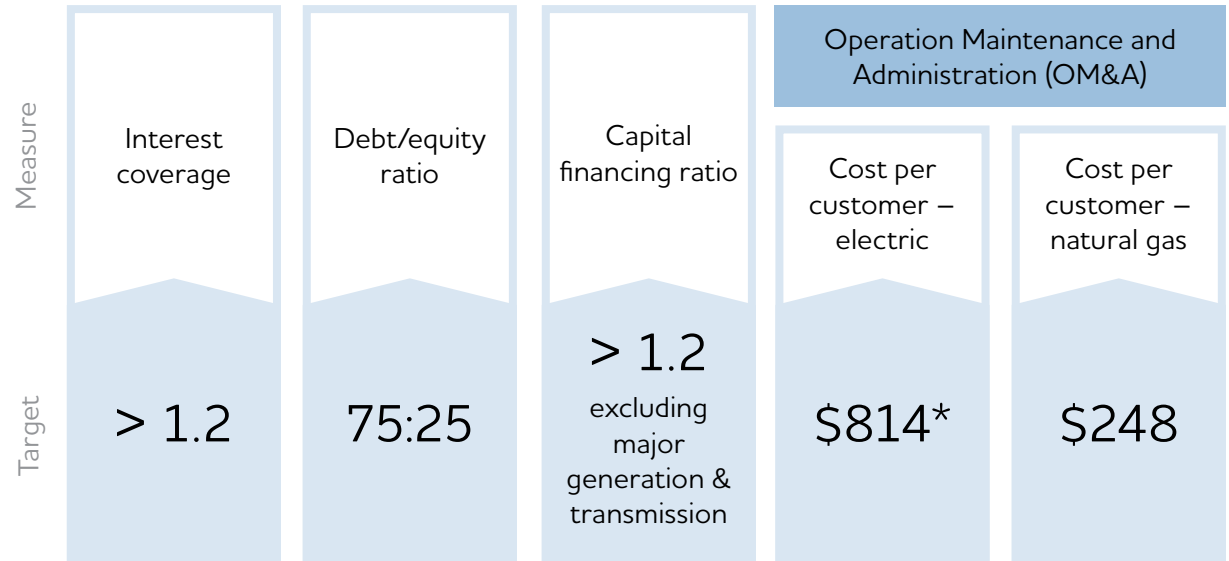 Measure
Interest
coverage
Debt/equity
ratio
Capital
financing ratio
Operation Maintenance and
Administration (OM&A)
Cost per
customer –
electric
Cost per
customer –
natural gas
Target
> 1.2
75:25
> 1.2
excluding
major
generation &
transmission
$814*
$248